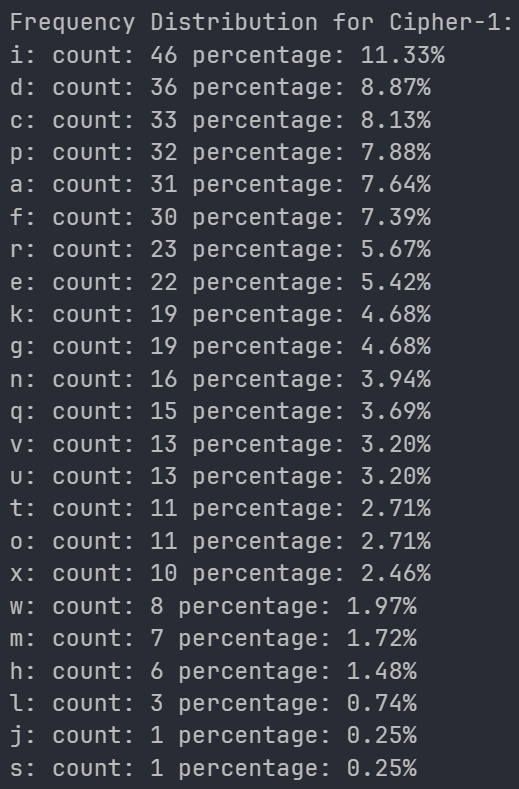 Frequency Distribution for Cipher-1:
i: count: 46 percentage: 11.33%
d: count: 36 percentage: 8.87%
c: count: 33 percentage: 8.13%
p: count: 32 percentage: 7.88%
a: count: 31 percentage: 7.64%
f: count: 30 percentage: 7.39%
r: count: 23 percentage: 5.67%
e: count: 22 percentage: 5.42%
k: count: 19 percentage: 4.68%
g: count: 19 percentage: 4.68%
n: count: 16 percentage: 3.94%
q: count: 15 percentage: 3.69%
v: count: 13 percentage: 3.20%
u: count: 13 percentage: 3.20%
t: count: 11 percentage: 2.71%
o: count: 11 percentage: 2.71%
x: count: 10 percentage: 2.46%
w: count: 8 percentage: 1.97%
m: count: 7 percentage: 1.72%
h: count: 6 percentage: 1.48%
l: count: 3 percentage: 0.74%
j: count: 1 percentage: 0.25%
s: count: 1 percentage: 0.25%